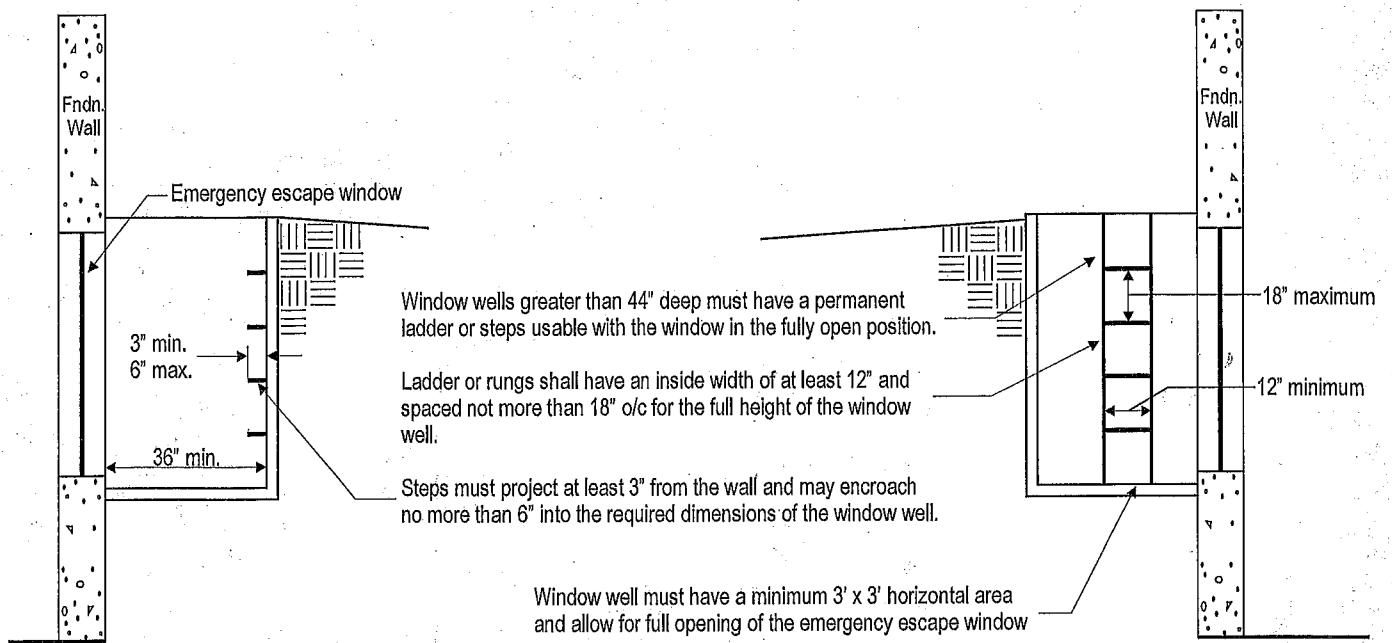 Fndn.
Wall
Emergency escape window
3" min.
6" max.
36" min.
Window wells greater than 44" deep must have a permanent
ladder or steps usable with the window in the fully open position.
Ladder or rungs shall have an inside width of at least 12" and
spaced not more than 18" o/c for the full height of the window
well.
Steps must project at least 3" from the wall and may encroach
no more than 6" into the required dimensions of the window well.
Window well must have a minimum 3' x 3' horizontal area
and allow for full opening of the emergency escape window
Fndn.
Wall
18" maximum
12" minimum